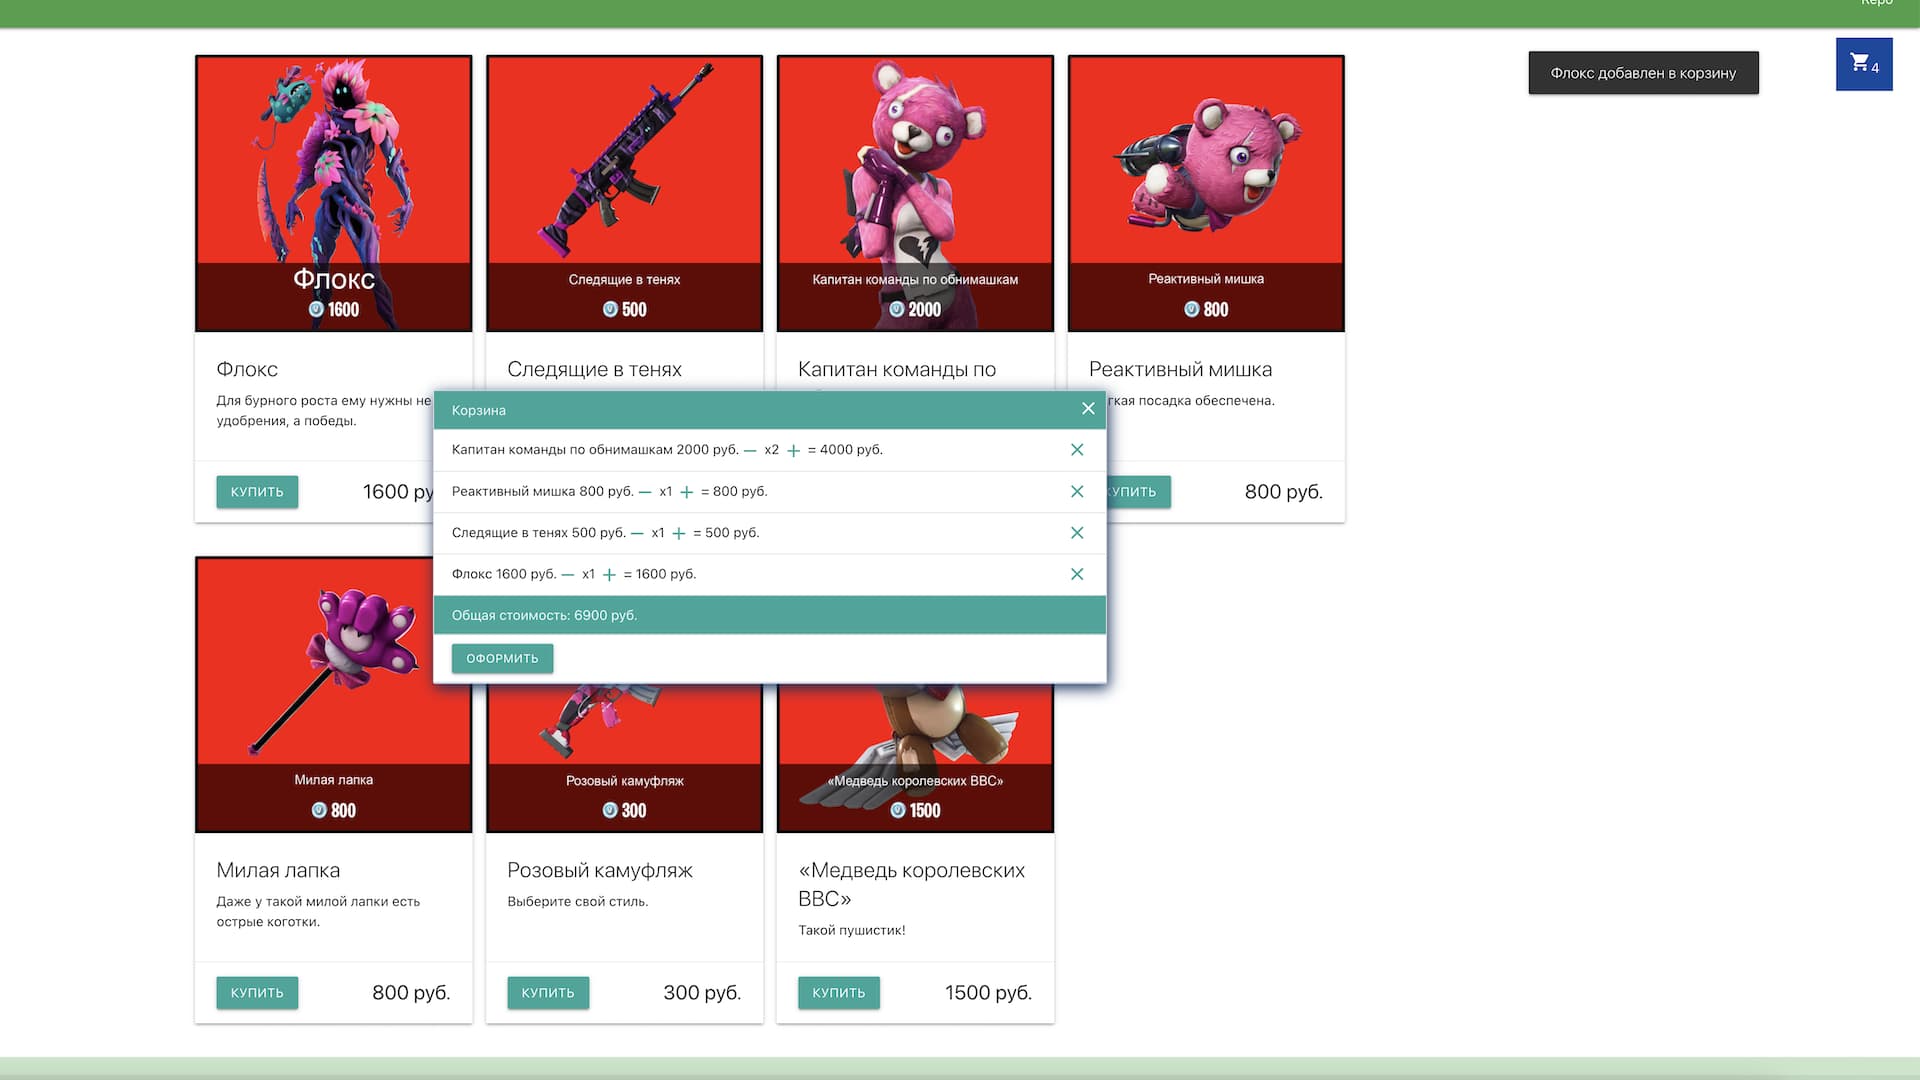 Repo
4
Флокс добавлен в корзину
Флокс
1600
Следящие в тенях
500
Капитан команды по обнимашкам
2000
Реактивный мишка
800
Флокс
Для бурного роста ему нужны не
удобрения, а победы.
КУПИТЬ
1600
Следящие в тенях
Капитан команды по
Реактивный мишка
посадка обеспечена.
800 руб.
Корзина
Капитан команды по обнимашкам 2000 руб. — x2 + = 4000 руб.
Реактивный мишка 800 руб. — x1 + = 800 руб.
Следящие в тенях 500 руб. — x1 + = 500 руб.
Флокс 1600 руб. — x1 + = 1600 руб.
Общая стоимость: 6900 руб.
ОФОРМИТЬ
Милая лапка
800
Розовый камуфляж
300
«Медведь королевских ВВС»
1500
Милая лапка
Даже у такой милой лапки есть
острые коготки.
КУПИТЬ
800 руб.
Розовый камуфляж
Выберите свой стиль.
КУПИТЬ
300 руб.
«Медведь королевских
ВВС»
Такой пушистик!
КУПИТЬ
1500 руб.